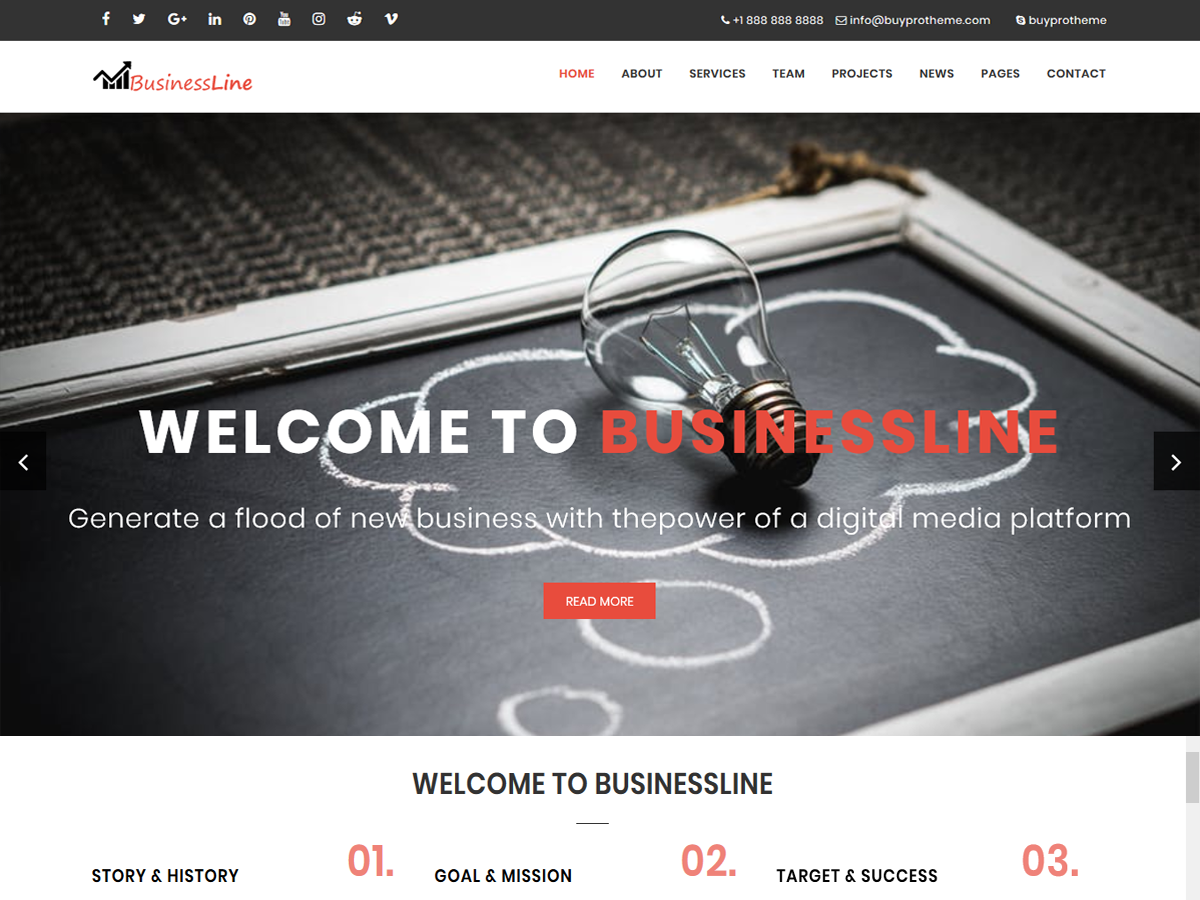 +1 888 888 8888 info@buyprotheme.com buyprotheme
BusinessLine
HOME ABOUT SERVICES TEAM PROJECTS NEWS PAGES CONTACT
WELCOME TO BUSINESSLINE
Generate a flood of new business with thepower of a digital media platform
READ MORE
WELCOME TO BUSINESSLINE
STORY & HISTORY 01. GOAL & MISSION 02. TARGET & SUCCESS 03.